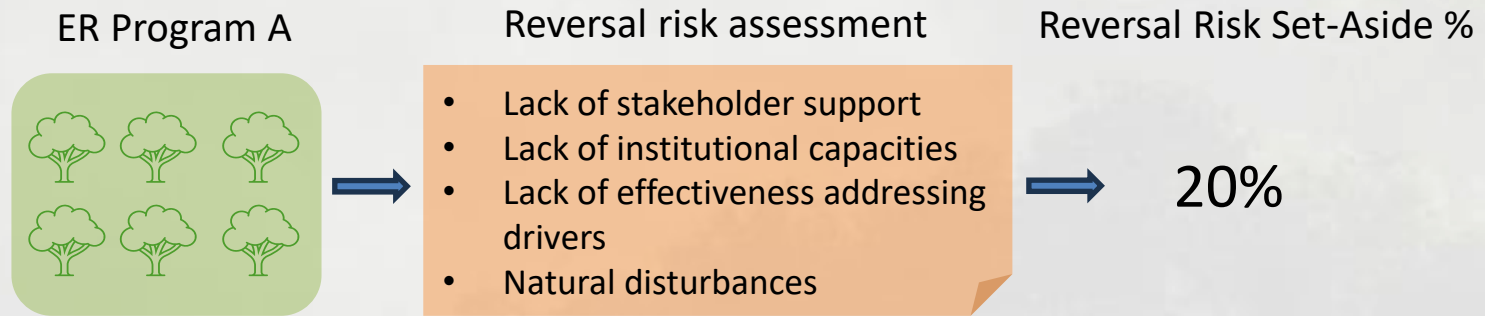 ER Program A
Reversal risk assessment
Reversal Risk Set-Aside %
• Lack of stakeholder support
• Lack of institutional capacities
• Lack of effectiveness addressing
drivers
• Natural disturbances
20%